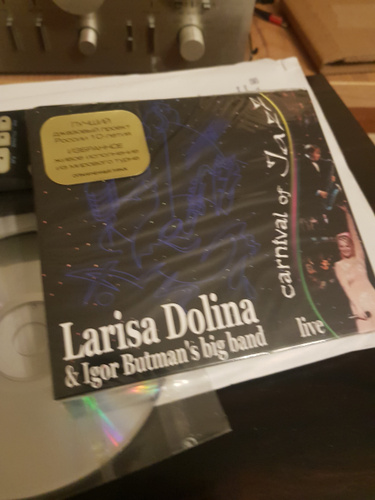 ЛУЧШИЙ
джазовый проект
России 10-летия
ИЗБРАННОЕ
живое исполнение
из мирового турне
carnival of Jazz
Larisa Dolina
& Igor Butman's big band
live